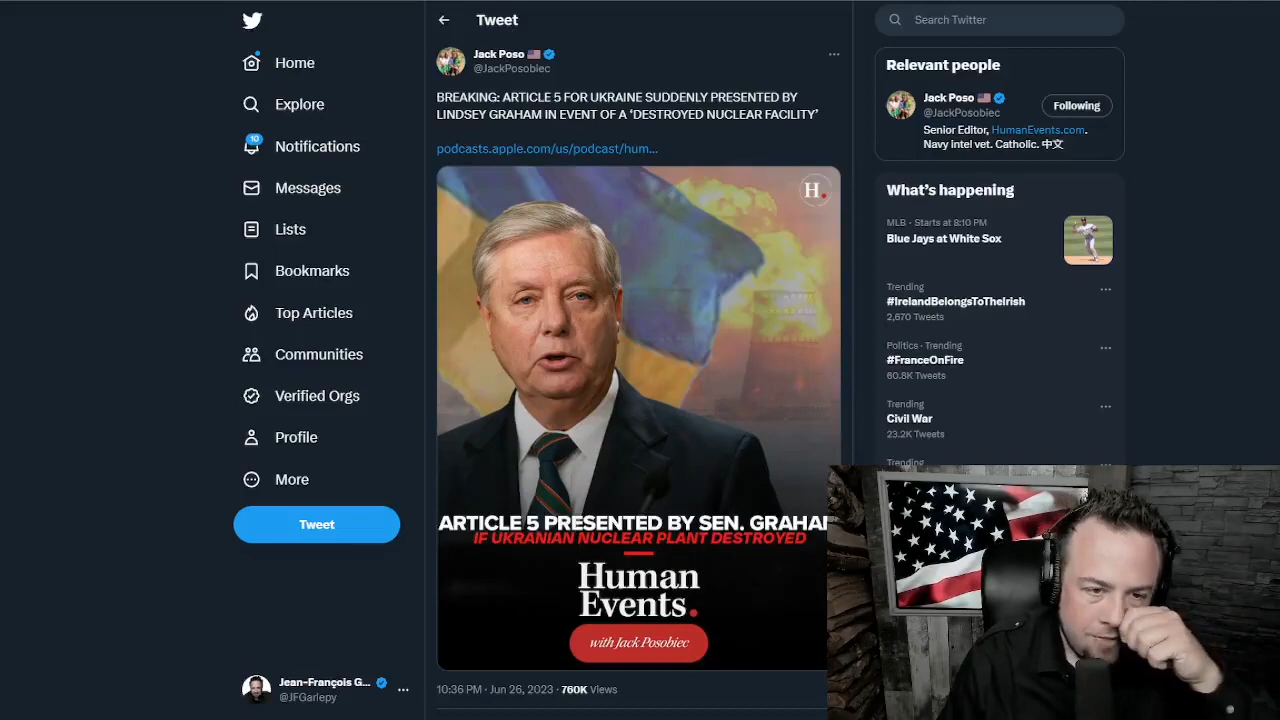 Home
Explore
10
Notifications
Messages
Lists
Bookmarks
Top Articles
Communities
Verified Orgs
Profile
More
Tweet
Jean-François G...
@JFGarlepy
Tweet
Jack Poso
@JackPosobiec
BREAKING: ARTICLE 5 FOR UKRAINE SUDDENLY PRESENTED BY
LINDSEY GRAHAM IN EVENT OF A 'DESTROYED NUCLEAR FACILITY'
podcasts.apple.com/us/podcast/hum...
H.
ARTICLE 5 PRESENTED BY SEN. GRAHA
IF UKRANIAN NUCLEAR PLANT DESTROYED
Human
Events.
with Jack Posobiec
10:36 PM · Jun 26, 2023 · 760K Views
Search Twitter
Relevant people
Jack Poso
@JackPosobiec
Following
Senior Editor, HumanEvents.com.
Navy intel vet. Catholic. 中文
What's happening
MLB · Starts at 8:10 PM
Blue Jays at White Sox
Trending
#IrelandBelongsToTheIrish
2,670 Tweets
Politics · Trending
#FranceOnFire
60.8K Tweets
Trending
Civil War
23.2K Tweets
Trending